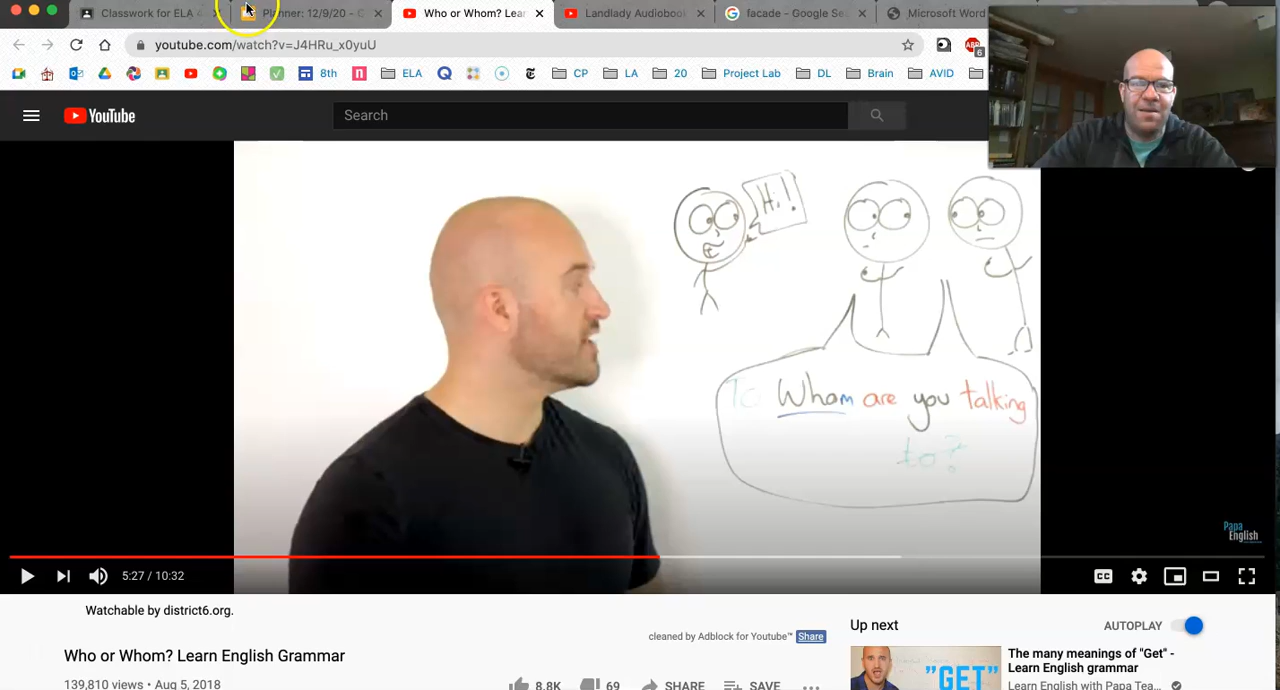 Classwork for ELA
Planner: 12/9/20 - G
Who or Whom? Lear
Landlady Audiobook
facade - Google Se
Microsoft Word
youtube.com/watch?v=J4HRu_x0yuU
ABP
6
8th
ELA
CP
LA
20
Project Lab
DL
Brain
AVID
YouTube
Search
Hi!
To Whom are you talking
to?
Papa
English
5:27 / 10:32
CC
Watchable by district6.org.
cleaned by Adblock for Youtube™ Share
Up next
AUTOPLAY
Who or Whom? Learn English Grammar
139,810 views • Aug 5, 2018
8.8K
69
SHARE
SAVE
"GET"
The many meanings of "Get" -
Learn English grammar
Learn English with Papa Tea...